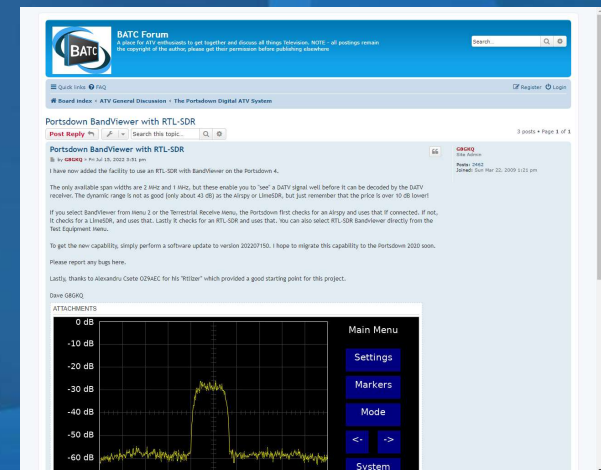 BATC
BATC Forum
A place for ATV enthusiasts to get together and discuss all things Television. NOTE - all postings remain
the copyright of the author, please get their permission before publishing elsewhere
Search...
Quick links FAQ
Register Login
Board index ‹ ATV General Discussion ‹ The Portsdown Digital ATV System
Portsdown BandViewer with RTL-SDR
Post Reply Search this topic... 3 posts • Page 1 of 1
Portsdown BandViewer with RTL-SDR
by G8GKQ » Fri Jul 15, 2022 3:51 pm
I have now added the facility to use an RTL-SDR with BandViewer on the Portsdown 4.
The only available span widths are 2 MHz and 1 MHz, but these enable you to "see" a DATV signal well before it can be decoded by the DATV
receiver. The dynamic range is not as good (only about 43 dB) as the Airspy or LimeSDR, but just remember that the price is over 10 dB lower!
If you select BandViewer from Menu 2 or the Terrestrial Receive Menu, the Portsdown first checks for an Airspy and uses that if connected. If not,
it checks for a LimeSDR, and uses that. Lastly it checks for an RTL-SDR and uses that. You can also select RTL-SDR Bandviewer directly from the
Test Equipment Menu.
To get the new capability, simply perform a software update to version 202207150. I hope to migrate this capability to the Portsdown 2020 soon.
Please report any bugs here.
Lastly, thanks to Alexandru Csete OZ9AEC for his "Rtlizer" which provided a good starting point for this project.
Dave G8GKQ
G8GKQ
Site Admin
Posts: 2462
Joined: Sun Mar 22, 2009 1:21 pm
ATTACHMENTS
0 dB
-10 dB
-20 dB
-30 dB
-40 dB
-50 dB
-60 dB
Main Menu
Settings
Markers
Mode
<- ->
System